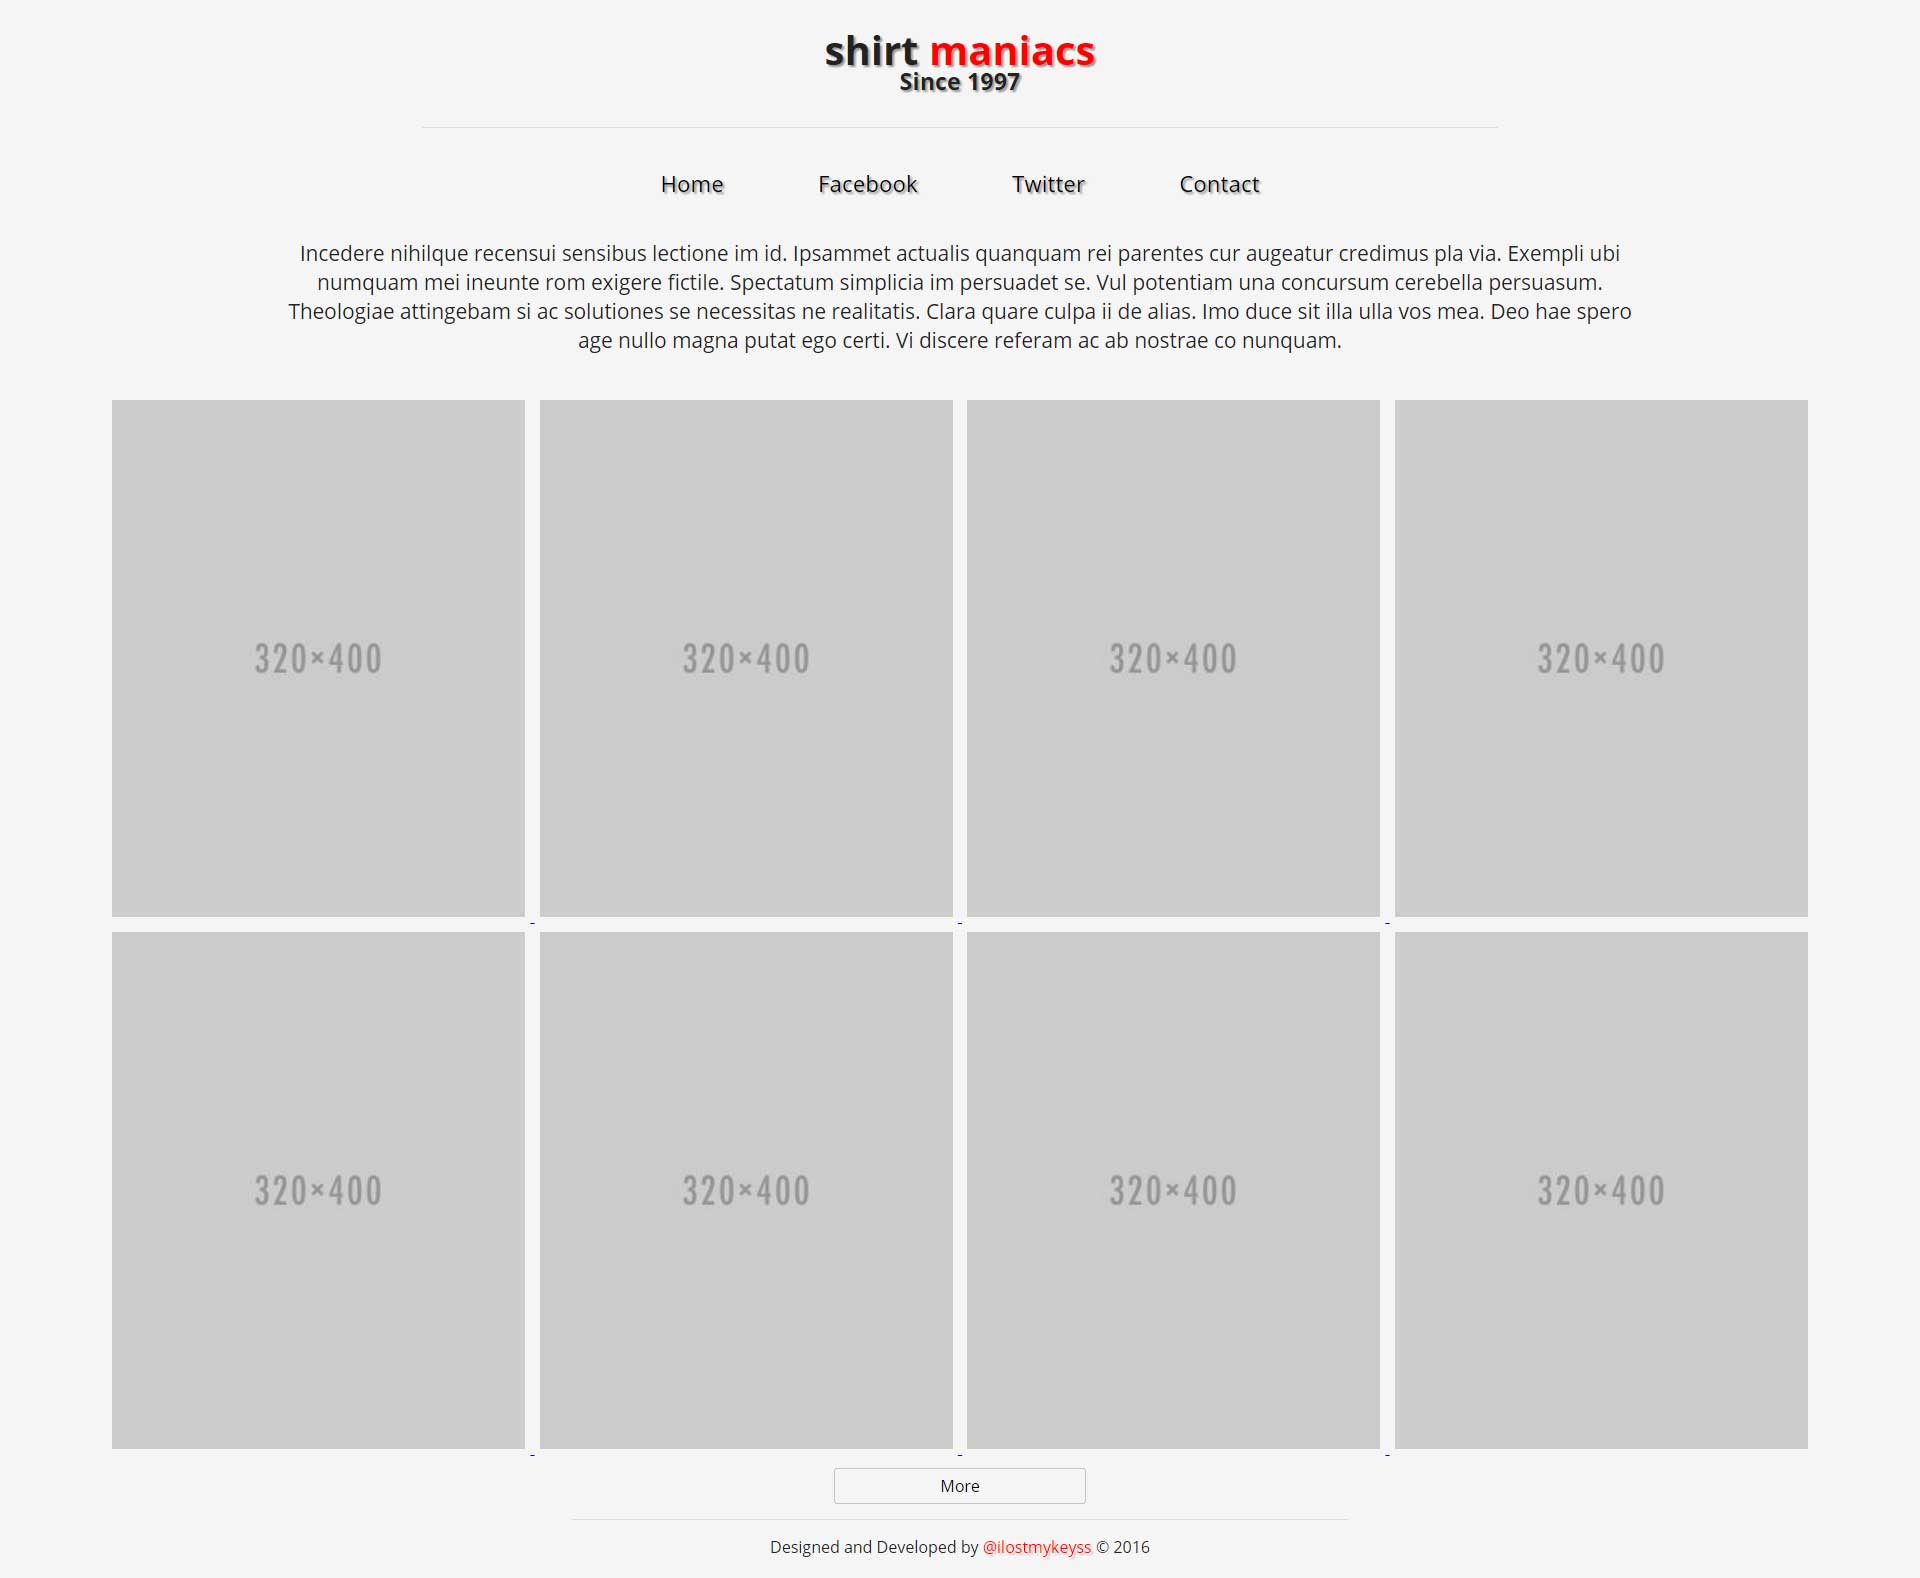 shirt maniacs
Since 1997
Home Facebook Twitter Contact
Incedere nihilque recensui sensibus lectione im id. Ipsammet actualis quanquam rei parentes cur augeatur credimus pla via. Exempli ubi
numquam mei ineunte rom exigere fictile. Spectatum simplicia im persuadet se. Vul potentiam una concursum cerebella persuasum.
Theologiae attingebam si ac solutiones se necessitas ne realitatis. Clara quare culpa ii de alias. Imo duce sit illa ulla vos mea. Deo hae spero
age nullo magna putat ego certi. Vi discere referam ac ab nostrae co nunquam.
320×400 320×400 320×400 320×400
320×400 320×400 320×400 320×400
More
Designed and Developed by @ilostmykeyss © 2016